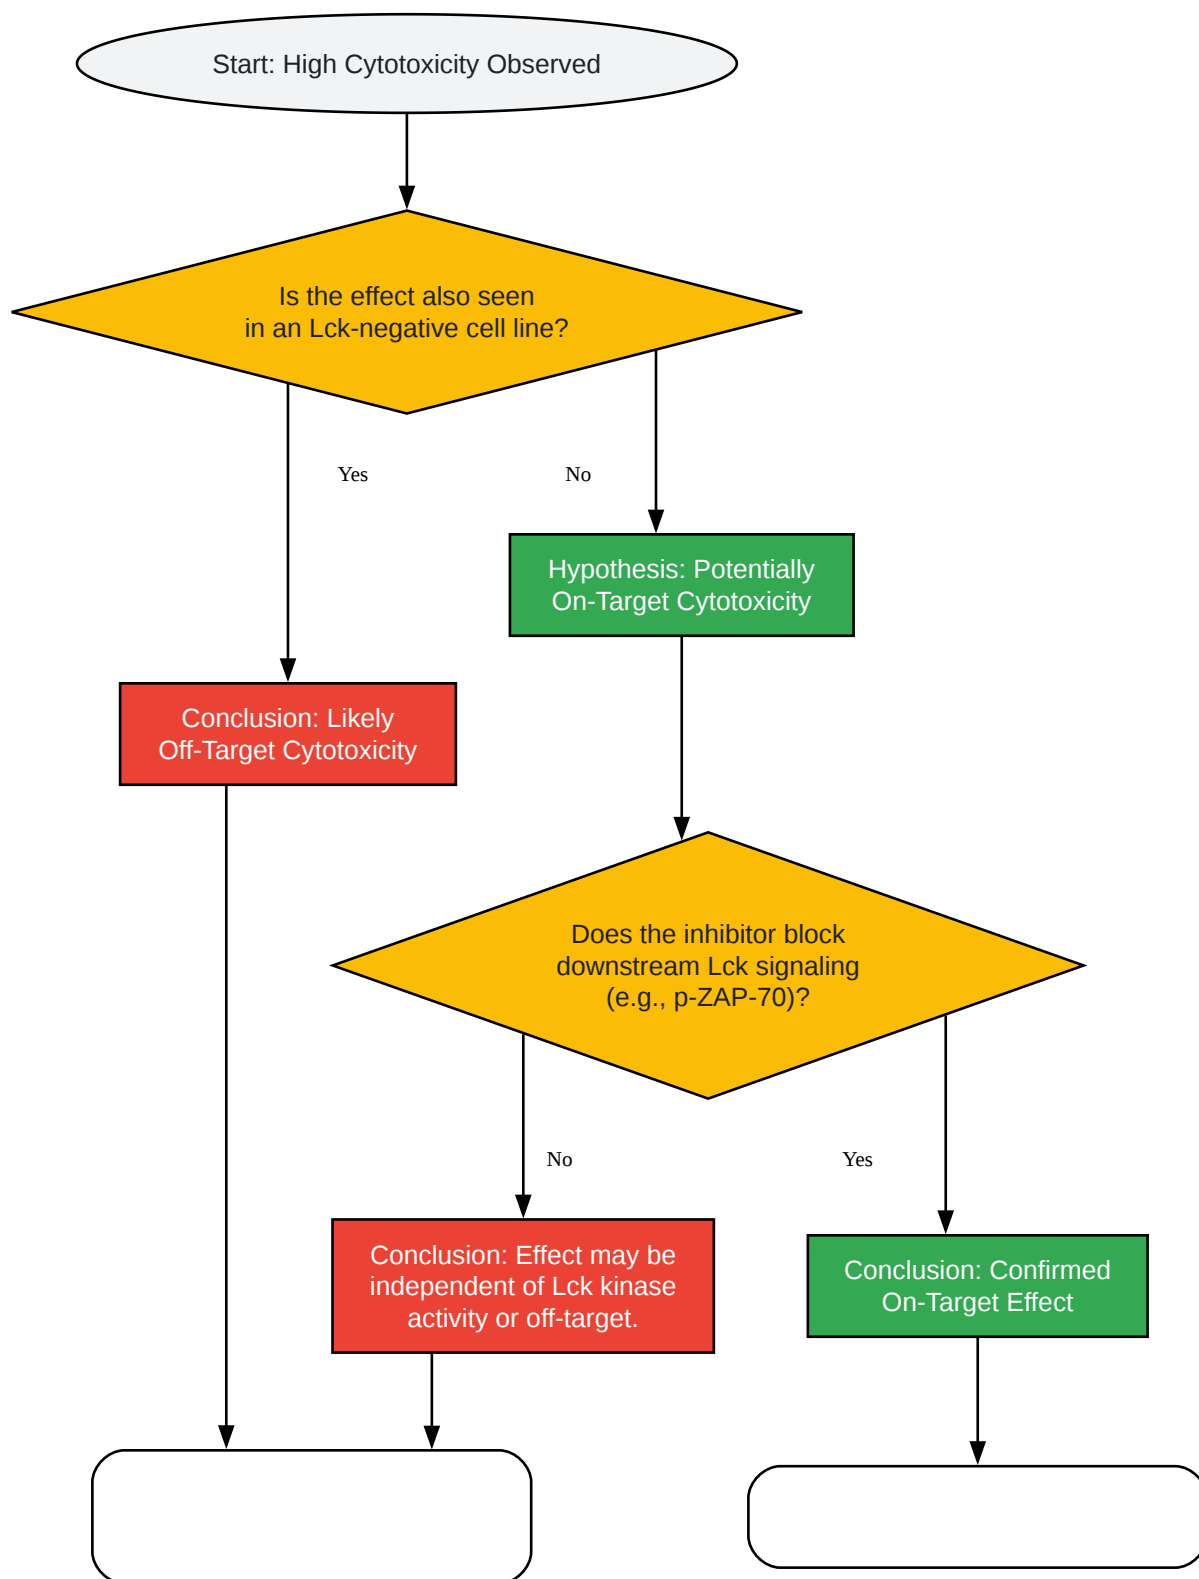 Start: High Cytotoxicity Observed
Is the effect also seen
in an Lck-negative cell line?
Yes
No
Hypothesis: Potentially
On-Target Cytotoxicity
Conclusion: Likely
Off-Target Cytotoxicity
Does the inhibitor block
downstream Lck signaling
(e.g., p-ZAP-70)?
No
Yes
Conclusion: Effect may be
independent of Lck kinase
activity or off-target.
Conclusion: Confirmed
On-Target Effect